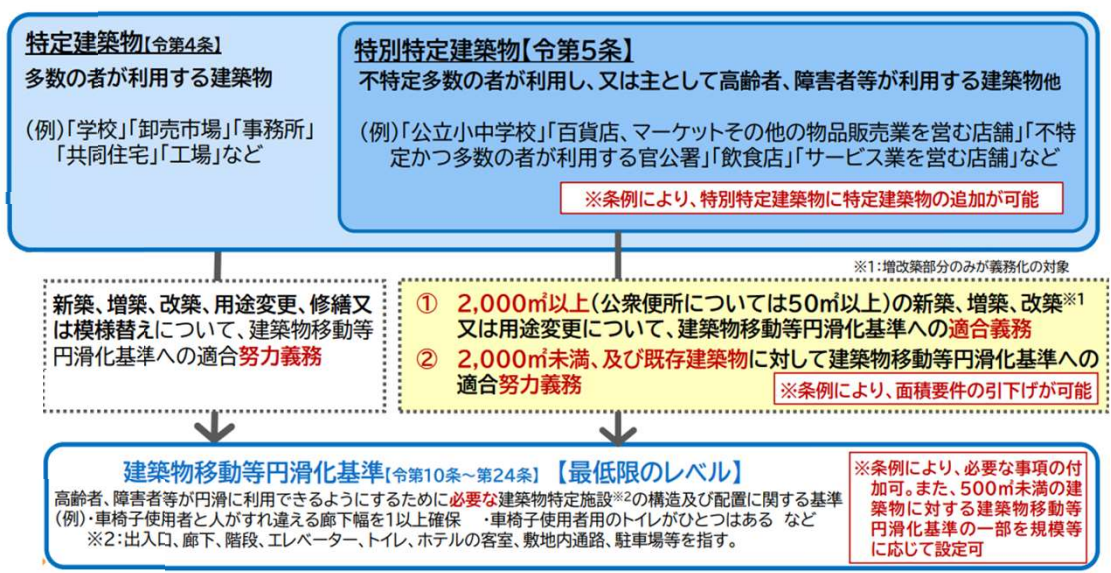 特定建築物【令第4条】
多数の者が利用する建築物
(例)「学校」「卸売市場」「事務所」
「共同住宅」「工場」など
特別特定建築物【令第5条】
不特定多数の者が利用し、又は主として高齢者、障害者等が利用する建築物他
(例)「公立小中学校」「百貨店、マーケットその他の物品販売業を営む店舗」「不特
定かつ多数の者が利用する官公署」「飲食店」「サービス業を営む店舗」など
※条例により、特別特定建築物に特定建築物の追加が可能
※1:増改築部分のみが義務化の対象
新築、増築、改築、用途変更、修繕又
は模様替えについて、建築物移動等
円滑化基準への適合努力義務
① 2,000㎡以上(公衆便所については50㎡以上)の新築、増築、改築※1
又は用途変更について、建築物移動等円滑化基準への適合義務
② 2,000㎡未満、及び既存建築物に対して建築物移動等円滑化基準への
適合努力義務
※条例により、面積要件の引下げが可能
建築物移動等円滑化基準【令第10条~第24条】【最低限のレベル】
高齢者、障害者等が円滑に利用できるようにするために必要な建築物特定施設※2の構造及び配置に関する基準
(例)・車椅子使用者と人がすれ違える廊下幅を1以上確保 ・車椅子使用者用のトイレがひとつはある など
※2:出入口、廊下、階段、エレベーター、トイレ、ホテルの客室、敷地内通路、駐車場等を指す。
※条例により、必要な事項の付
加可。また、500㎡未満の建
築物に対する建築物移動等
円滑化基準の一部を規模等
に応じて設定可